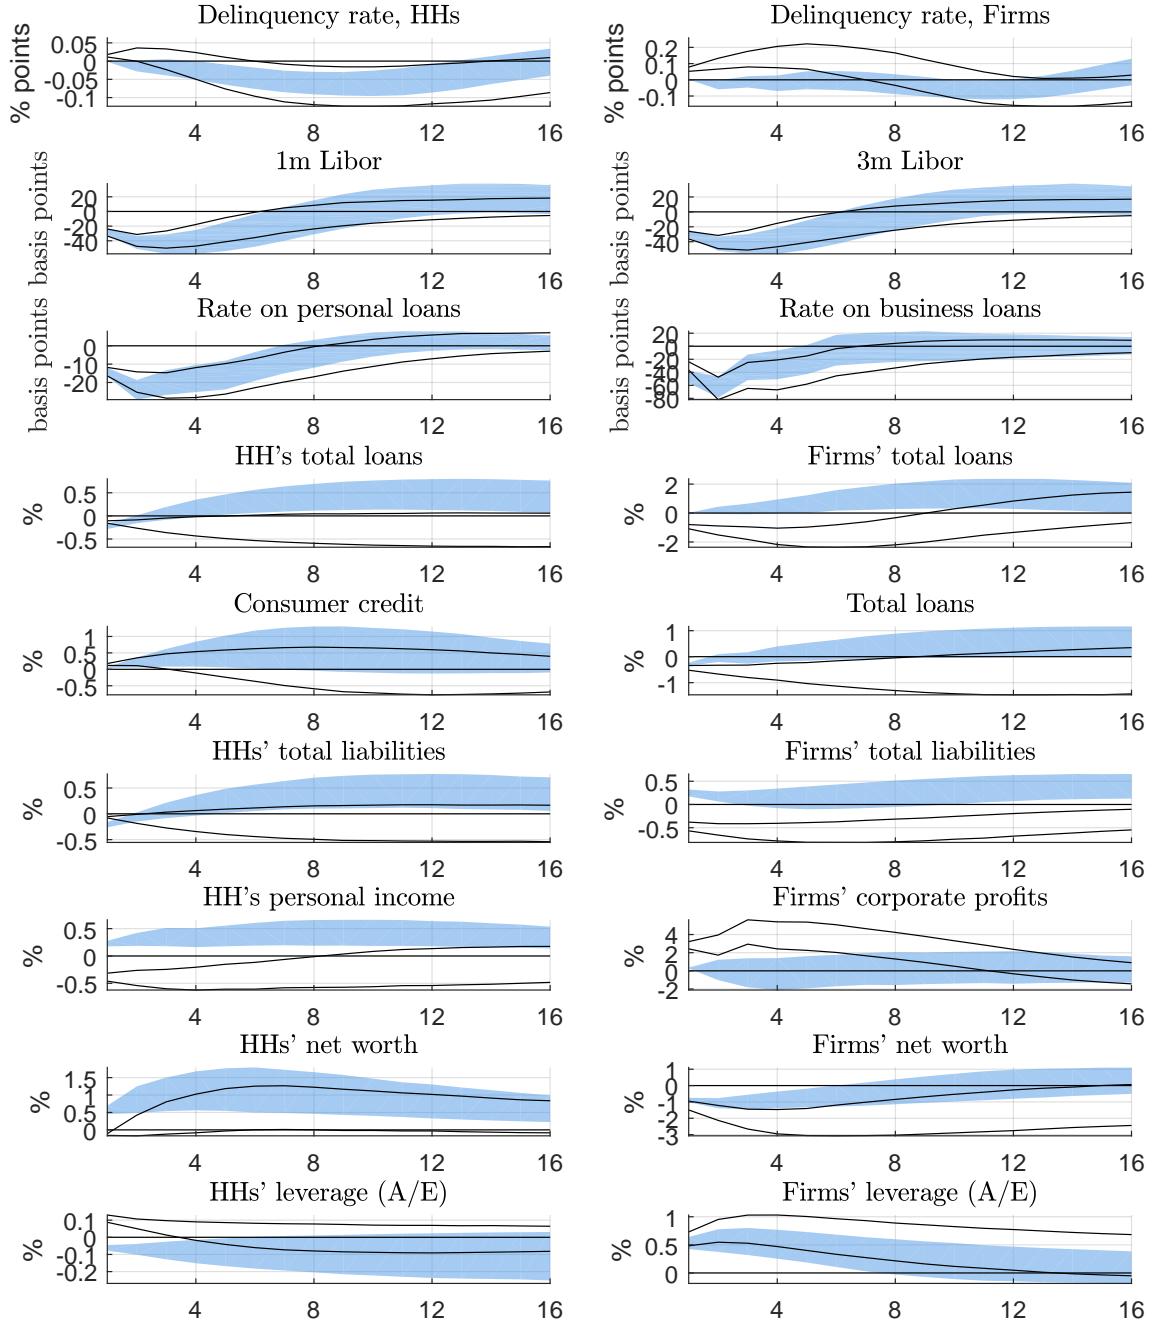 Delinquency rate, HHs
% points
0.05
0
-0.05
-0.1
4 8 12 16
Delinquency rate, Firms
% points
0.2
0.1
0
-0.1
4 8 12 16
1m Libor
basis points
20
0
-20
-40
4 8 12 16
3m Libor
basis points
20
0
-20
-40
4 8 12 16
Rate on personal loans
basis points
0
-10
-20
4 8 12 16
Rate on business loans
basis points
20
0
-20
-40
-60
-80
4 8 12 16
HH's total loans
%
0.5
0
-0.5
4 8 12 16
Firms' total loans
%
2
0
-2
4 8 12 16
Consumer credit
%
1
0.5
0
-0.5
4 8 12 16
Total loans
%
1
0
-1
4 8 12 16
HHs' total liabilities
%
0.5
0
-0.5
4 8 12 16
Firms' total liabilities
%
0.5
0
-0.5
4 8 12 16
HH's personal income
%
0.5
0
-0.5
4 8 12 16
Firms' corporate profits
%
4
2
0
-2
4 8 12 16
HHs' net worth
%
1.5
1
0.5
0
4 8 12 16
Firms' net worth
%
1
0
-1
-2
-3
4 8 12 16
HHs' leverage (A/E)
%
0.1
0
-0.1
-0.2
4 8 12 16
Firms' leverage (A/E)
%
1
0.5
0
4 8 12 16